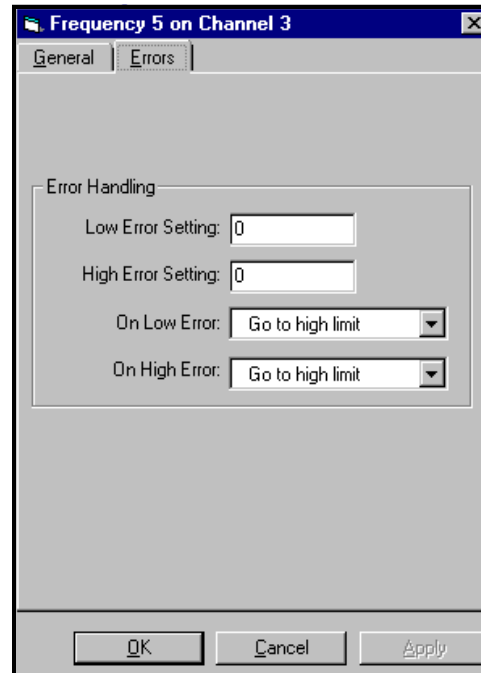 Frequency 5 on Channel 3
General Errors
Error Handling
Low Error Setting: 0
High Error Setting: 0
On Low Error: Go to high limit
On High Error: Go to high limit
OK Cancel Apply